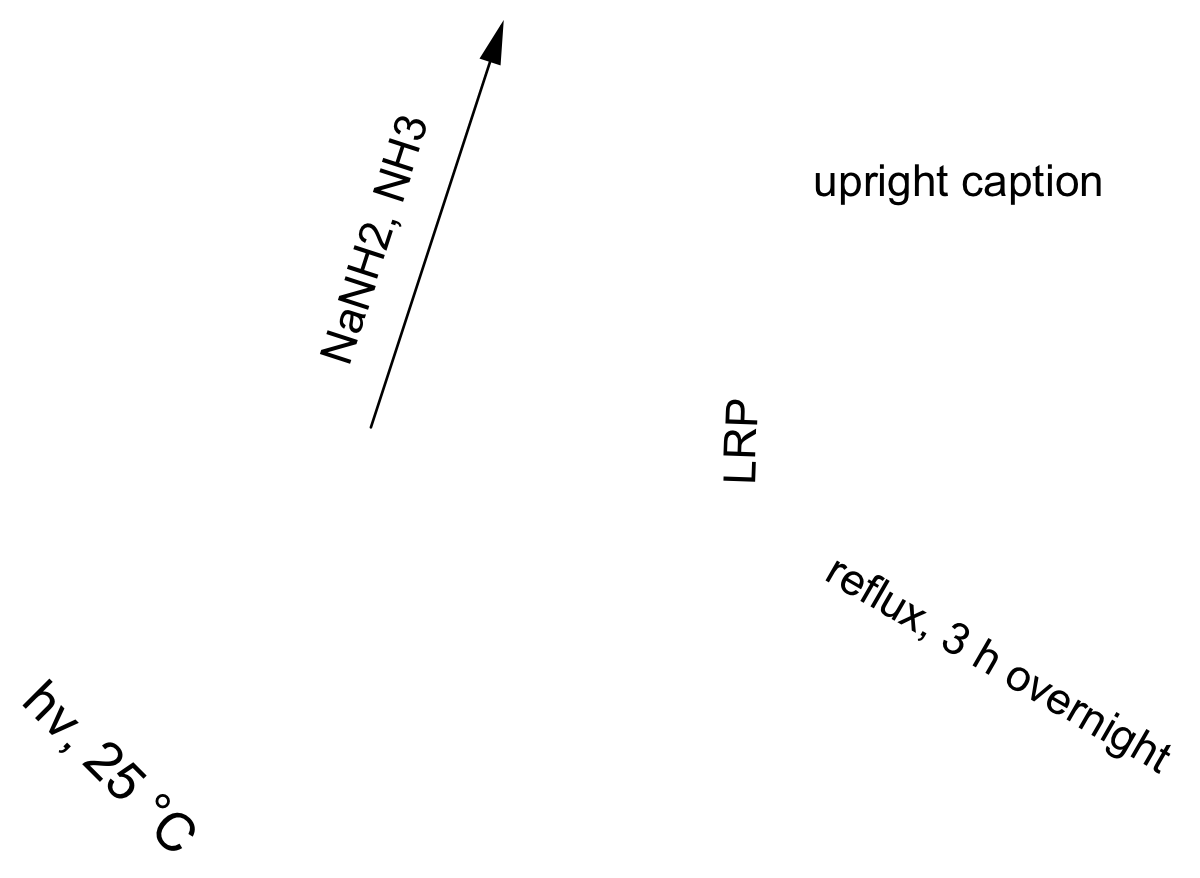 NaNH2, NH3
upright caption
LRP
reflux, 3 h overnight
hv, 25 °C